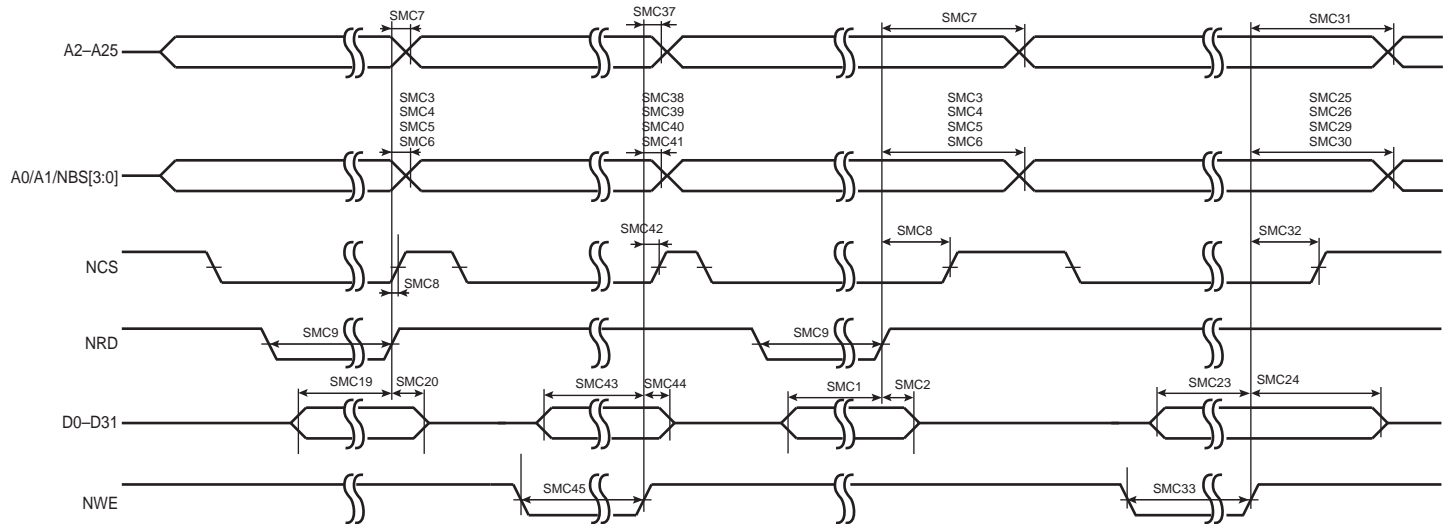 SMC7
SMC37
SMC7
SMC31
A2–A25
SMC3
SMC4
SMC5
SMC6
SMC38
SMC39
SMC40
SMC41
SMC3
SMC4
SMC5
SMC6
SMC25
SMC26
SMC29
SMC30
A0/A1/NBS[3:0]
SMC42
SMC8
SMC32
NCS
SMC8
NRD
SMC9
SMC9
SMC19
SMC20
SMC43
SMC44
SMC1
SMC2
SMC23
SMC24
D0–D31
NWE
SMC45
SMC33